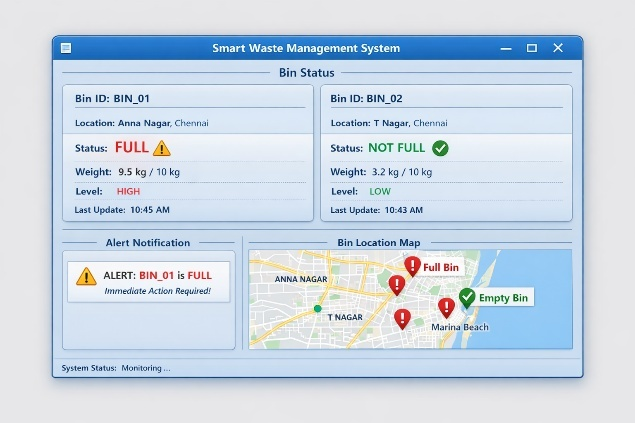 Smart Waste Management System
Bin Status
Bin ID: BIN_01
Location: Anna Nagar, Chennai
Status: FULL
Weight: 9.5 kg / 10 kg
Level: HIGH
Last Update: 10:45 AM
Bin ID: BIN_02
Location: T Nagar, Chennai
Status: NOT FULL
Weight: 3.2 kg / 10 kg
Level: LOW
Last Update: 10:43 AM
Alert Notification
ALERT: BIN_01 is FULL
Immediate Action Required!
Bin Location Map
Full Bin
ANNA NAGAR
Empty Bin
T NAGAR
Marina Beach
System Status: Monitoring ...